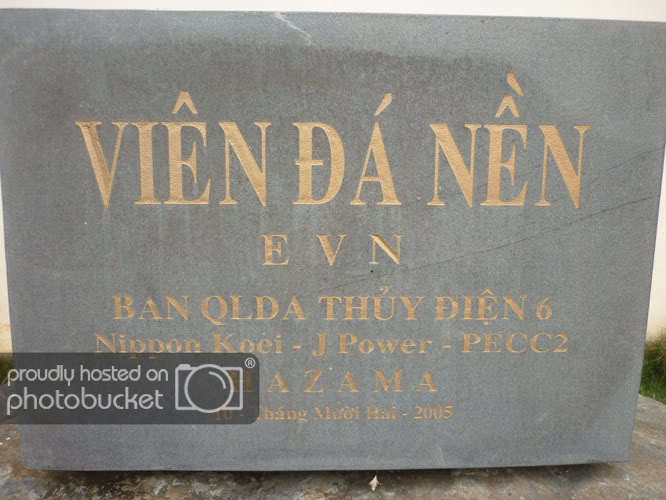 VIÊN ĐÁ NỀN
EVN
BAN QLDA THỦY ĐIỆN 6
Nippon Koei - J Power - PECC2
HAZAMA
10 - Tháng Mười Hai - 2005
proudly hosted on
photobucket®